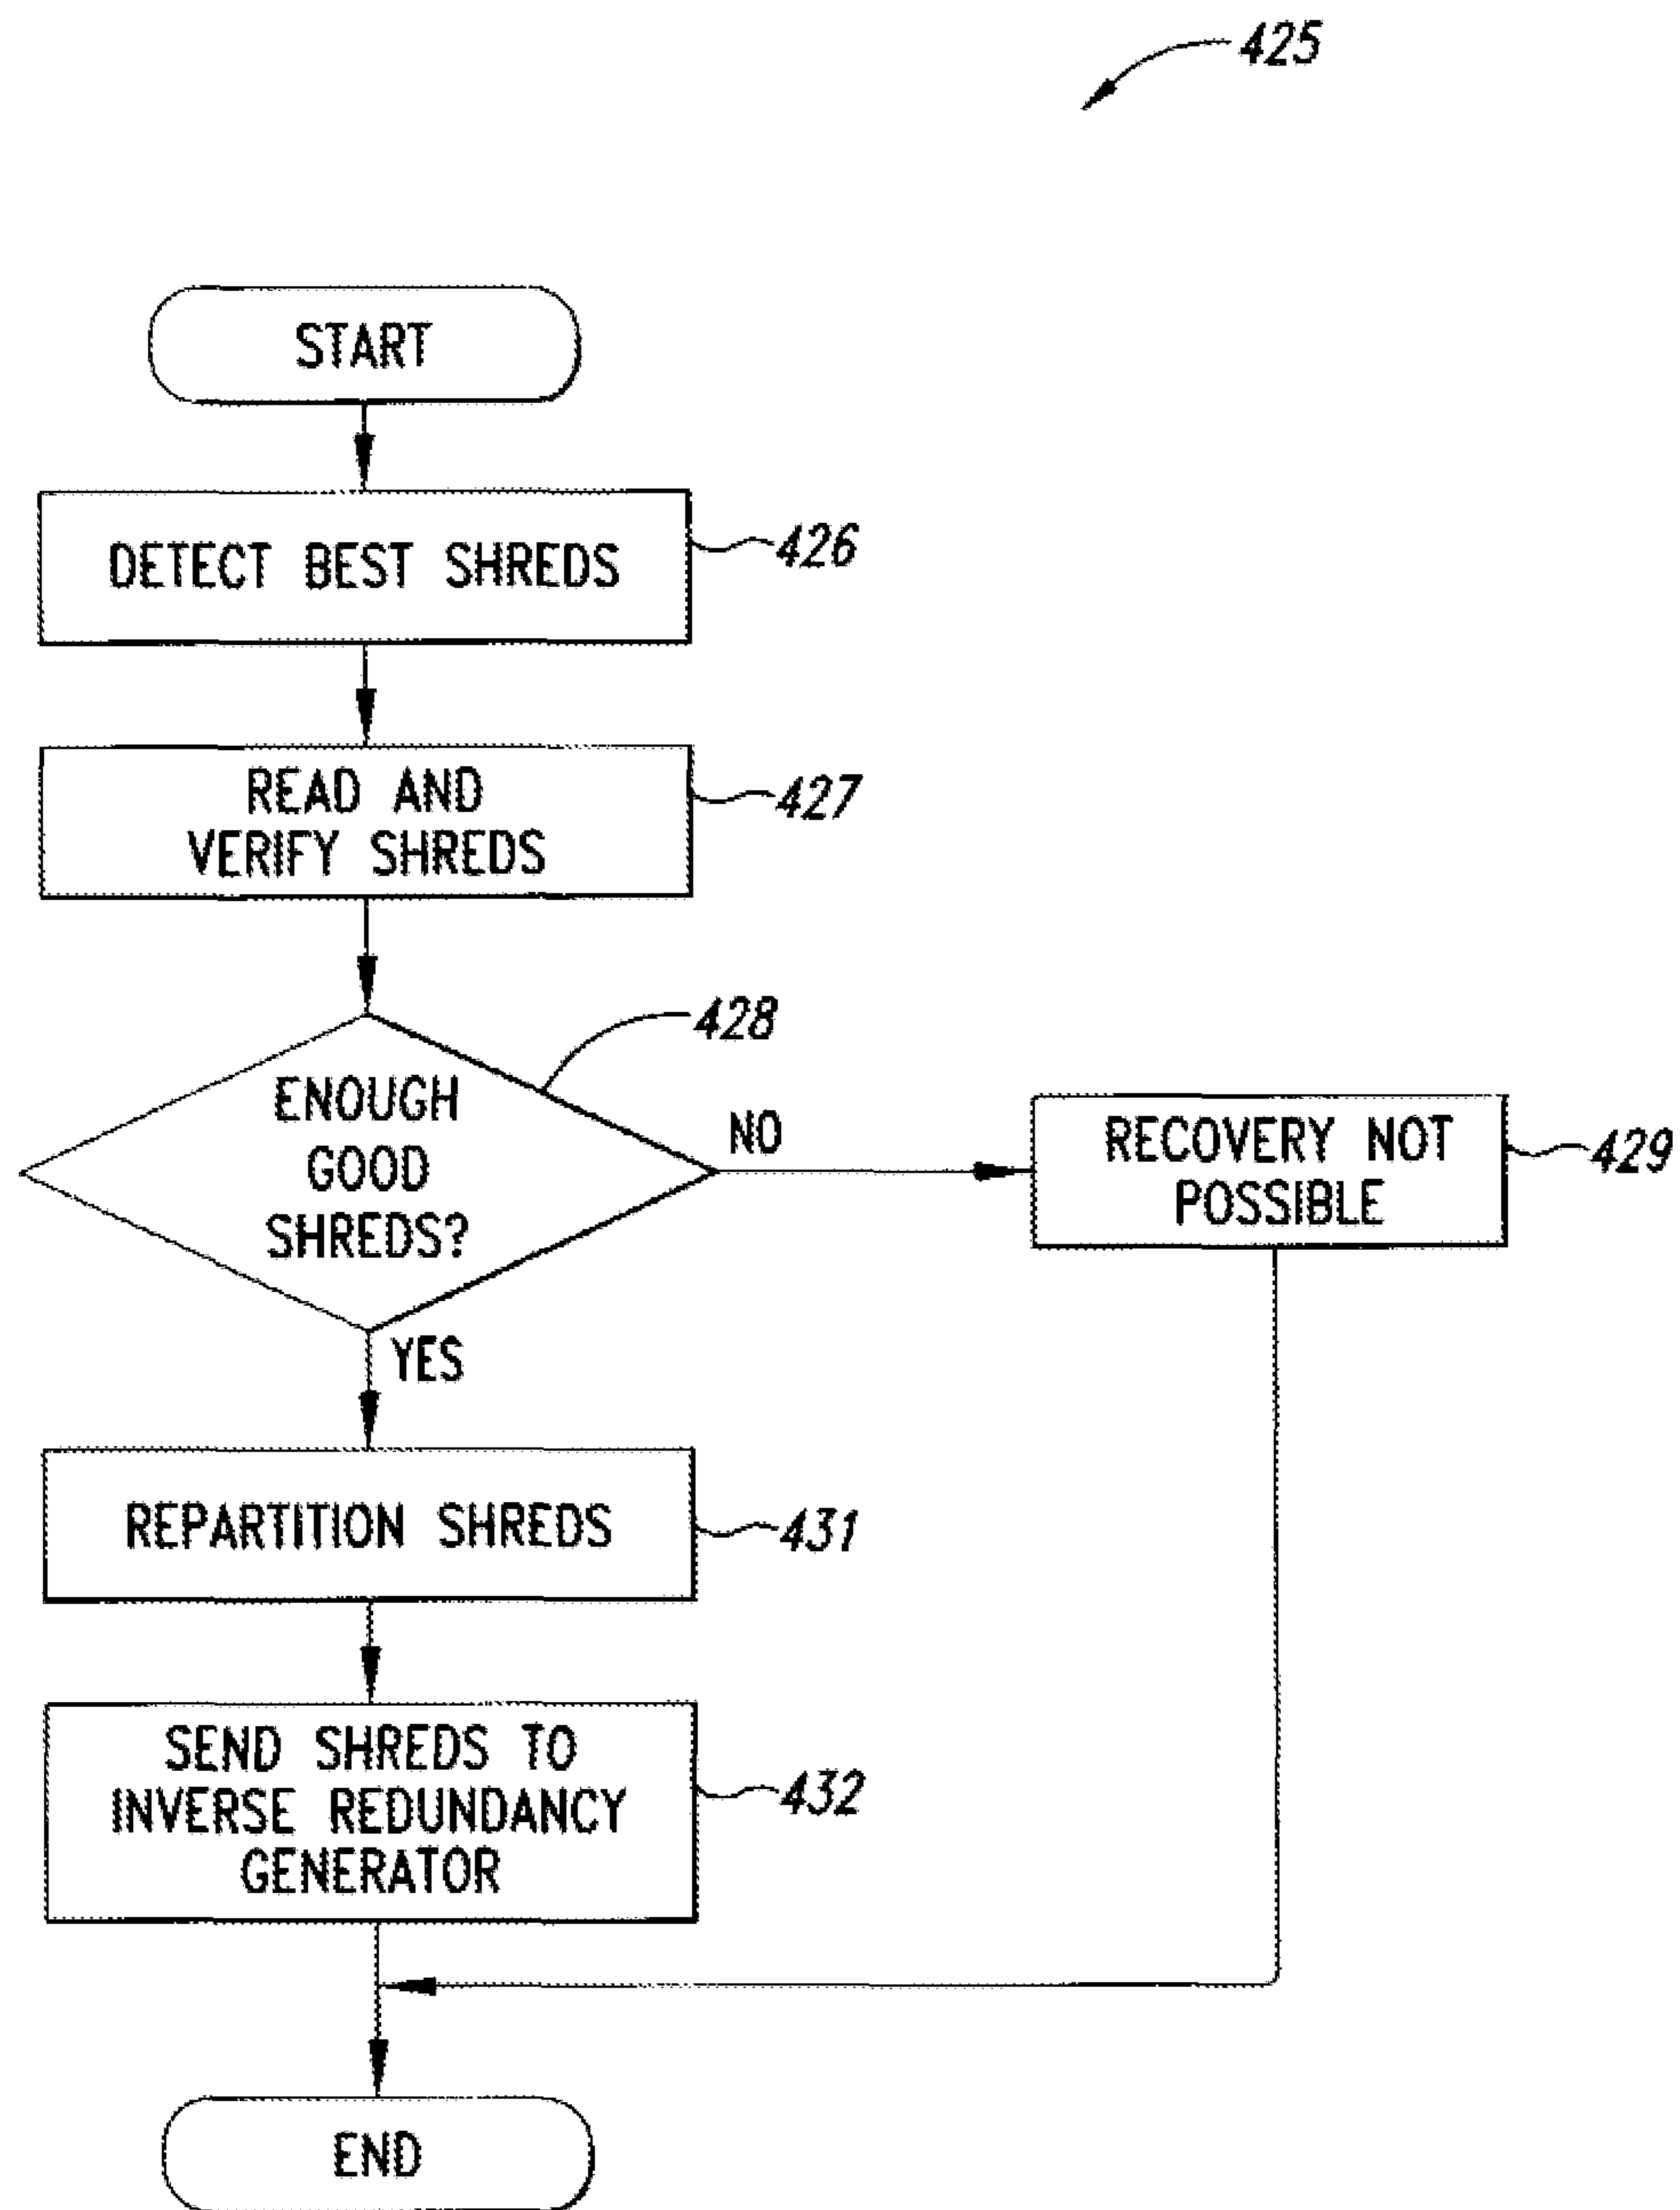 425
START
DETECT BEST SHREDS
426
READ AND
VERIFY SHREDS
427
428
ENOUGH
GOOD
SHREDS?
NO
RECOVERY NOT
POSSIBLE
429
YES
REPARTITION SHREDS
431
SEND SHREDS TO
INVERSE REDUNDANCY
GENERATOR
432
END